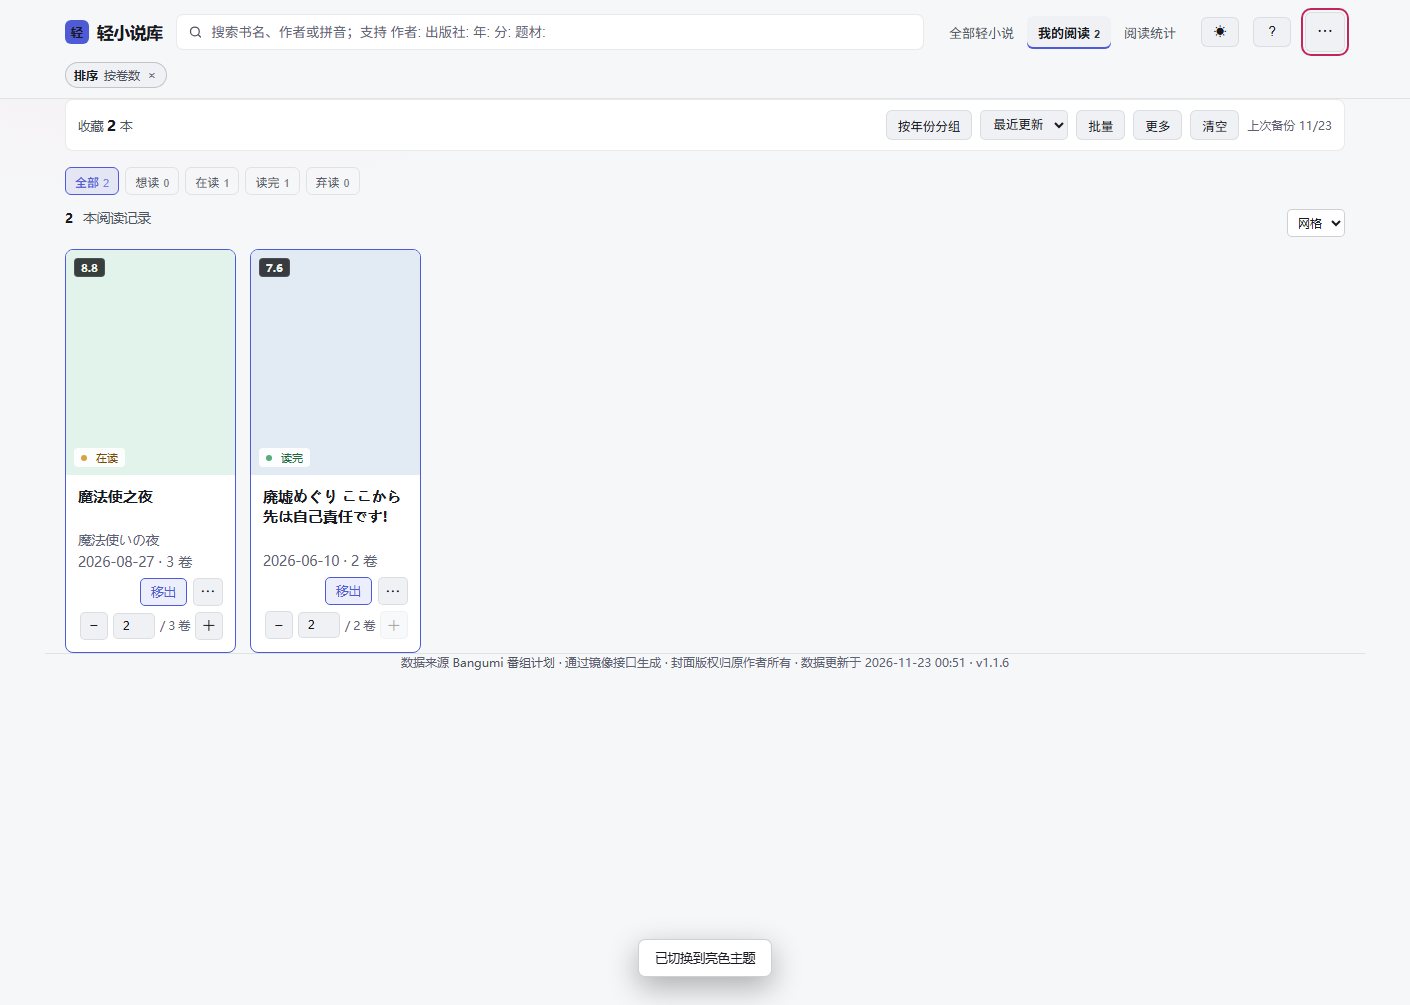 轻 轻小说库 搜索书名、作者或拼音；支持 作者: 出版社: 年: 分: 题材: 全部轻小说 我的阅读 2 阅读统计 ☀ ? ···
排序 按卷数 ×
收藏 2 本 按年份分组 最近更新 批量 更多 清空 上次备份 11/23
全部 2 想读 0 在读 1 读完 1 弃读 0
2 本阅读记录 网格
8.8
在读
魔法使之夜
魔法使いの夜
2026-08-27 · 3 卷
移出 ···
− 2 / 3 卷 +
7.6
读完
廃墟めぐり ここから
先は自己責任です!
2026-06-10 · 2 卷
移出 ···
− 2 / 2 卷 +
数据来源 Bangumi 番组计划 · 通过镜像接口生成 · 封面版权归原作者所有 · 数据更新于 2026-11-23 00:51 · v1.1.6
已切换到亮色主题